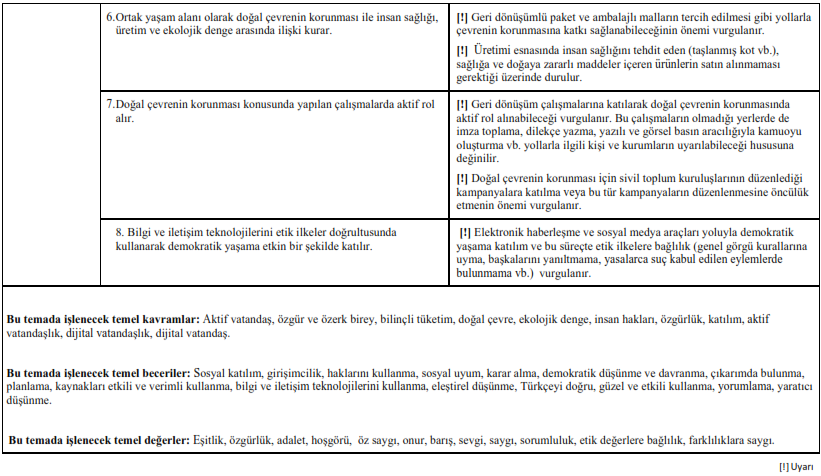 6.Ortak yaşam alanı olarak doğal çevrenin korunması ile insan sağlığı,
üretim ve ekolojik denge arasında ilişki kurar.
[!] Geri dönüşümlü paket ve ambalajlı malların tercih edilmesi gibi yollarla
çevrenin korunmasına katkı sağlanabileceğinin önemi vurgulanır.
[!] Üretimi esnasında insan sağlığını tehdit eden (taşlanmış kot vb.),
sağlığa ve doğaya zararlı maddeler içeren ürünlerin satın alınmaması
gerektiği üzerinde durulur.
7.Doğal çevrenin korunması konusunda yapılan çalışmalarda aktif rol
alır.
[!] Geri dönüşüm çalışmalarına katılarak doğal çevrenin korunmasında
aktif rol alınabileceği vurgulanır. Bu çalışmaların olmadığı yerlerde de
imza toplama, dilekçe yazma, yazılı ve görsel basın aracılığıyla kamuoyu
oluşturma vb. yollarla ilgili kişi ve kurumların uyarılabileceği hususuna
değinilir.
[!] Doğal çevrenin korunması için sivil toplum kuruluşlarının düzenlediği
kampanyalara katılma veya bu tür kampanyaların düzenlenmesine öncülük
etmenin önemi vurgulanır.
8. Bilgi ve iletişim teknolojilerini etik ilkeler doğrultusunda
kullanarak demokratik yaşama etkin bir şekilde katılır.
[!] Elektronik haberleşme ve sosyal medya araçları yoluyla demokratik
yaşama katılım ve bu süreçte etik ilkelere bağlılık (genel görgü kurallarına
uyma, başkalarını yanıltmama, yasalarca suç kabul edilen eylemlerde
bulunmama vb.) vurgulanır.
Bu temada işlenecek temel kavramlar: Aktif vatandaş, özgür ve özerk birey, bilinçli tüketim, doğal çevre, ekolojik denge, insan hakları, özgürlük, katılım, aktif
vatandaşlık, dijital vatandaşlık, dijital vatandaş.
Bu temada işlenecek temel beceriler: Sosyal katılım, girişimcilik, haklarını kullanma, sosyal uyum, karar alma, demokratik düşünme ve davranma, çıkarımda bulunma,
planlama, kaynakları etkili ve verimli kullanma, bilgi ve iletişim teknolojilerini kullanma, eleştirel düşünme, Türkçeyi doğru, güzel ve etkili kullanma, yorumlama, yaratıcı
düşünme.
Bu temada işlenecek temel değerler: Eşitlik, özgürlük, adalet, hoşgörü, öz saygı, onur, barış, sevgi, saygı, sorumluluk, etik değerlere bağlılık, farklılıklara saygı.
[!] Uyarı